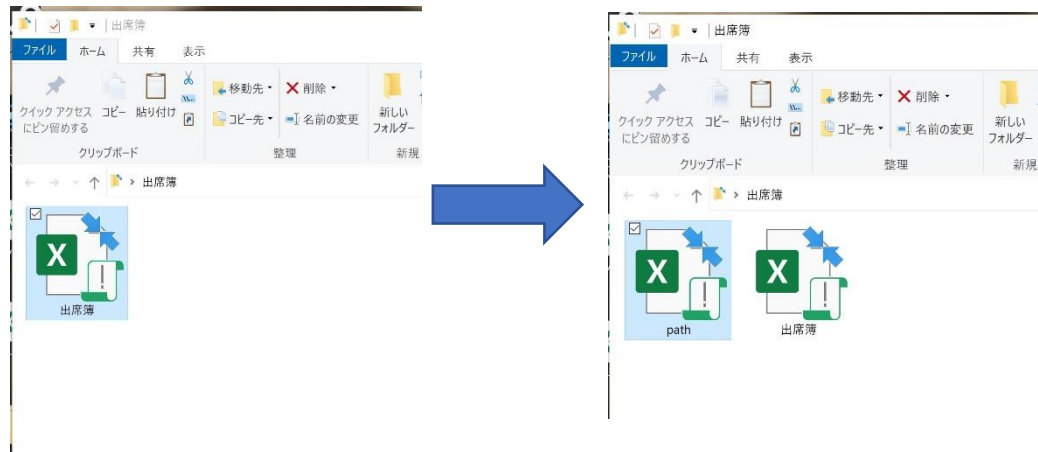 出席簿
ファイル ホーム 共有 表示
クイック アクセス
にピン留めする
コピー
貼り付け
移動先
コピー先
削除
名前の変更
新しい
フォルダー
クリップボード
整理
新規
出席簿
出席簿
出席簿
ファイル ホーム 共有 表示
クイック アクセス
にピン留めする
コピー
貼り付け
移動先
コピー先
削除
名前の変更
新しい
フォルダー
クリップボード
整理
新規
出席簿
path
出席簿